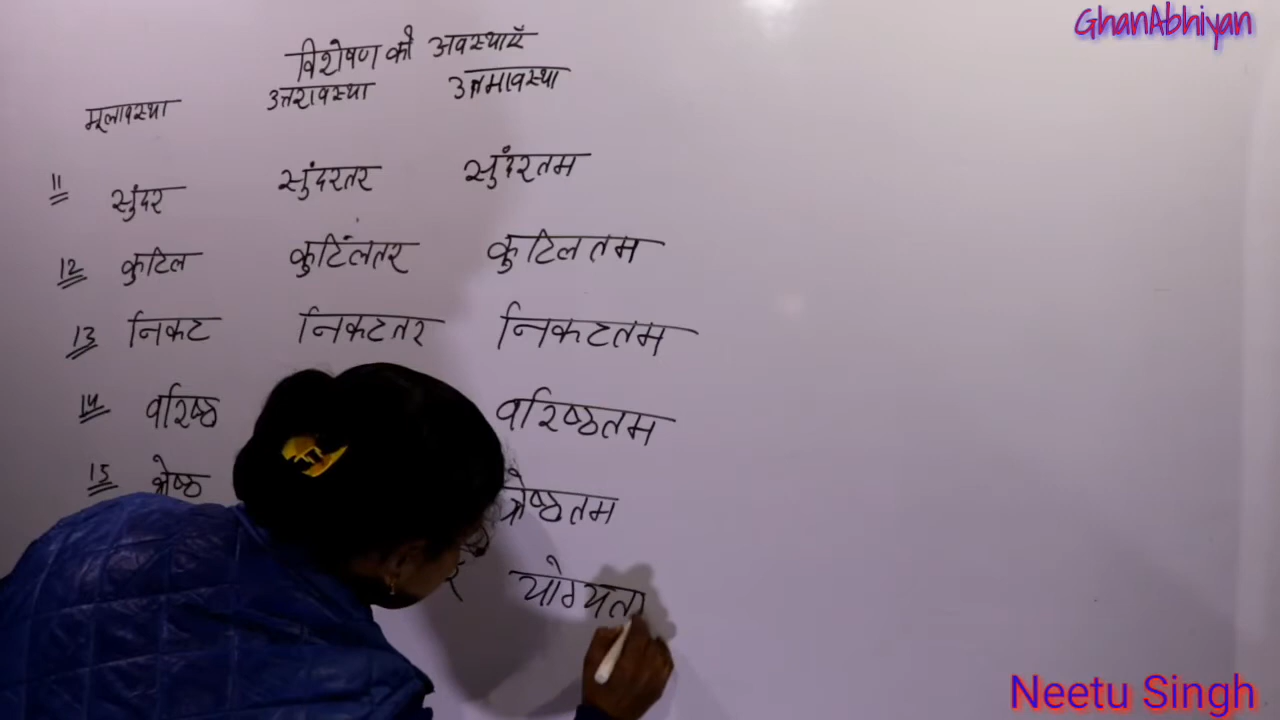 GhanAbhiyan
विशेषण की अवस्थाएँ
मूलावस्था उत्तरावस्था उत्तमावस्था
11 सुंदर सुंदरतर सुंदरतम
12 कुटिल कुटिलतर कुटिलतम
13 निकट निकटतर निकटतम
14 वरिष्ठ वरिष्ठतम
15 श्रेष्ठ श्रेष्ठतम
योग्यता
Neetu Singh